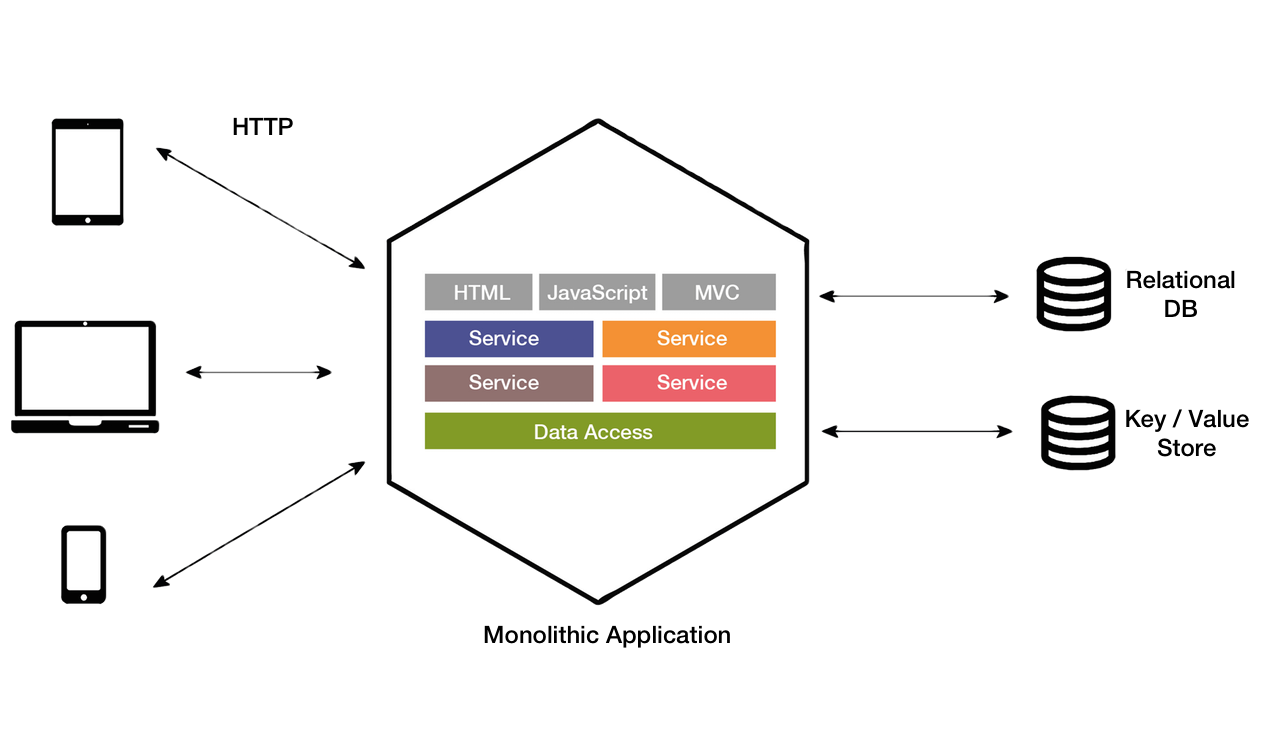 HTTP
HTML JavaScript MVC
Service Service
Service Service
Data Access
Relational
DB
Key / Value
Store
Monolithic Application